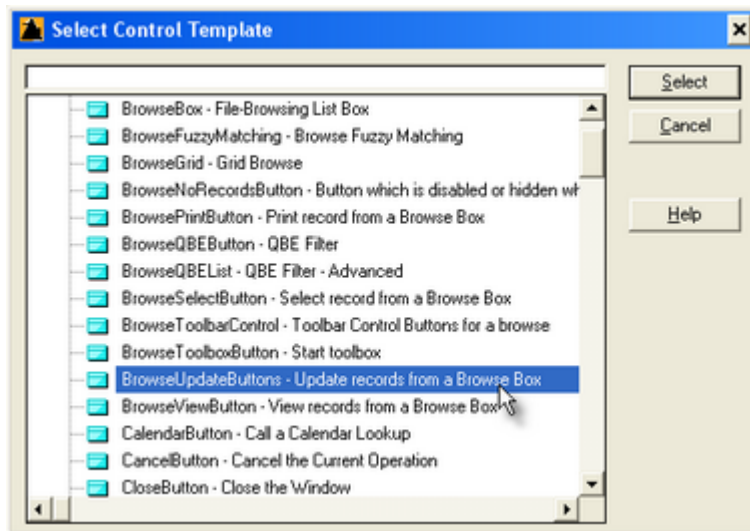 Select Control Template
BrowseBox - File-Browsing List Box
BrowseFuzzyMatching - Browse Fuzzy Matching
BrowseGrid - Grid Browse
BrowseNoRecordsButton - Button which is disabled or hidden wh
BrowsePrintButton - Print record from a Browse Box
BrowseQBEButton - QBE Filter
BrowseQBEList - QBE Filter - Advanced
BrowseSelectButton - Select record from a Browse Box
BrowseToolbarControl - Toolbar Control Buttons for a browse
BrowseToolboxButton - Start toolbox
BrowseUpdateButtons - Update records from a Browse Box
BrowseViewButton - View records from a Browse Box
CalendarButton - Call a Calendar Lookup
CancelButton - Cancel the Current Operation
CloseButton - Close the Window
Select
Cancel
Help